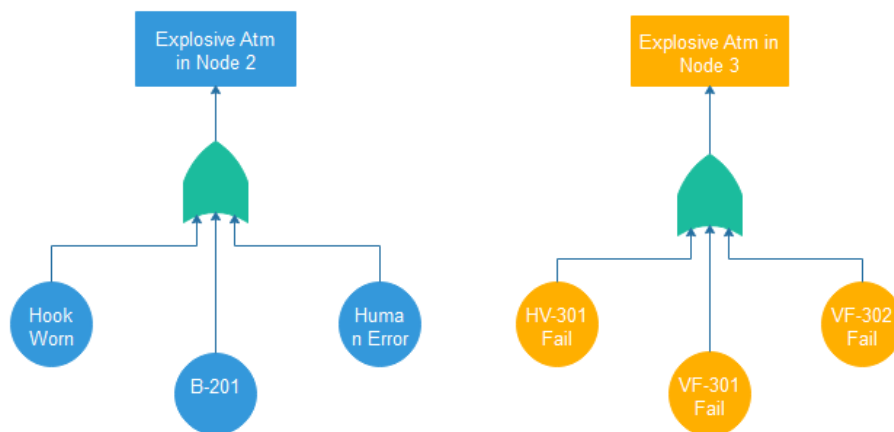 Explosive Atm
in Node 2
Explosive Atm in
Node 3
Hook
Worn
Huma
n Error
B-201
HV-301
Fail
VF-302
Fail
VF-301
Fail